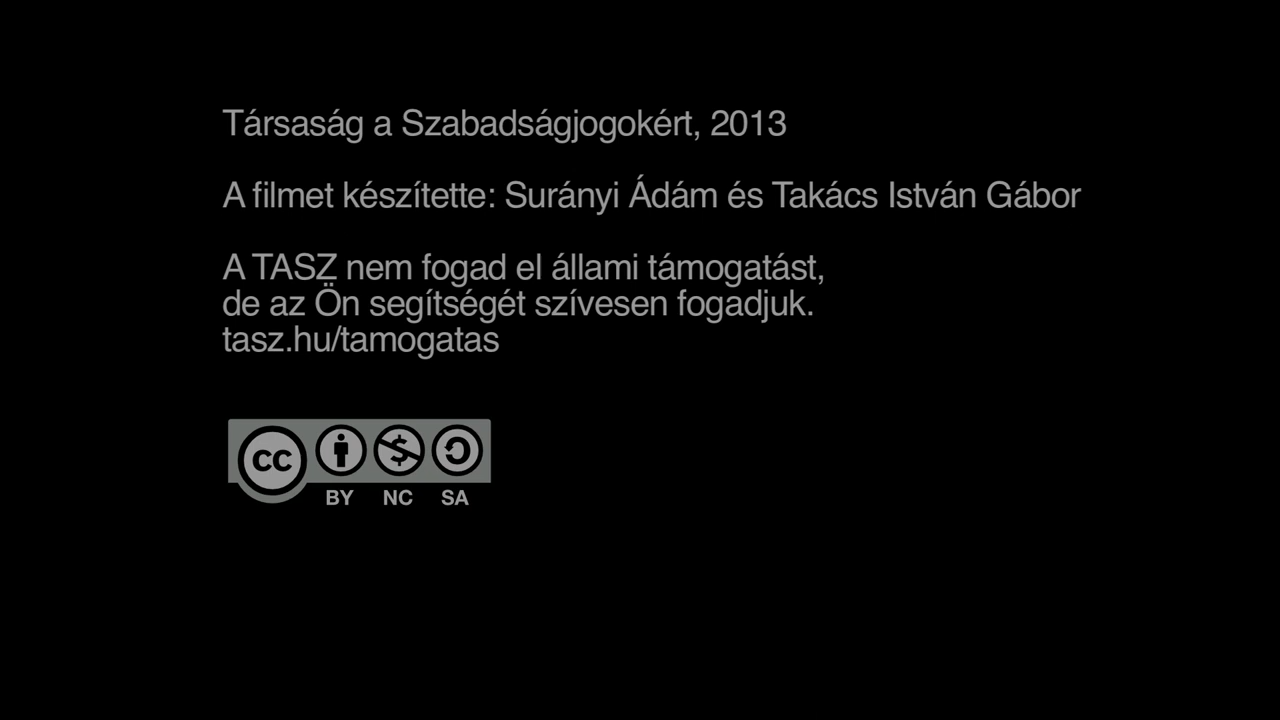 Társaság a Szabadságjogokért, 2013
A filmet készítette: Surányi Ádám és Takács István Gábor
A TASZ nem fogad el állami támogatást,
de az Ön segítségét szívesen fogadjuk.
tasz.hu/tamogatas
CC
BY NC SA